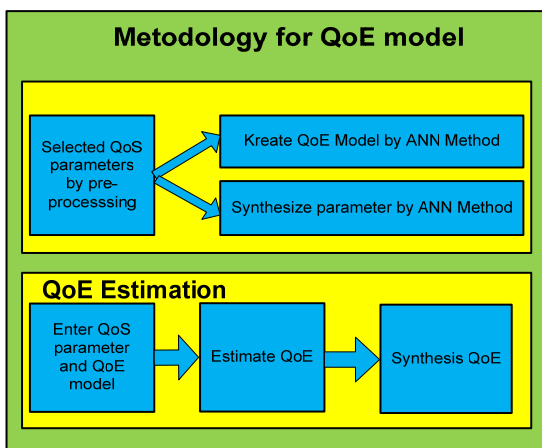 Metodology for QoE model
Selected QoS
parameters
by pre-
processsing
Kreate QoE Model by ANN Method
Synthesize parameter by ANN Method
QoE Estimation
Enter QoS
parameter
and QoE
model
Estimate QoE
Synthesis QoE